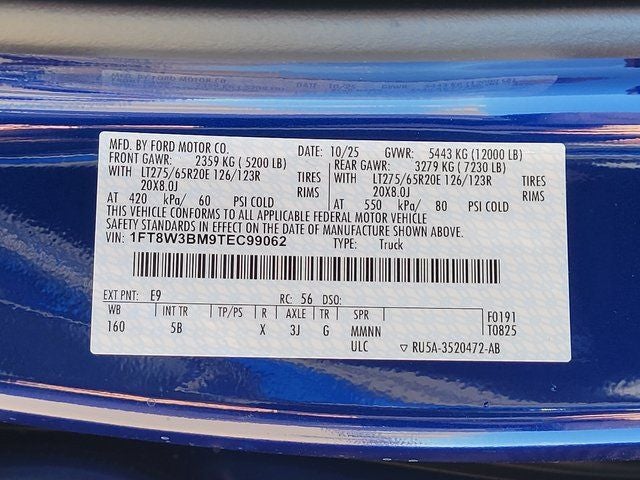 MFD. BY FORD MOTOR CO. DATE: 10/25 GVWR: 5443 KG (12000 LB)
FRONT GAWR: 2359 KG (5200 LB) REAR GAWR: 3279 KG (7230 LB)
WITH LT275/65R20E 126/123R TIRES WITH LT275/65R20E 126/123R TIRES
20X8.0J RIMS 20X8.0J RIMS
AT 420 kPa/ 60 PSI COLD AT 550 kPa/ 80 PSI COLD
THIS VEHICLE CONFORMS TO ALL APPLICABLE FEDERAL MOTOR VEHICLE
SAFETY STANDARDS IN EFFECT ON THE DATE OF MANUFACTURE SHOWN ABOVE.
VIN: 1FT8W3BM9TEC99062 TYPE: Truck
EXT PNT: E9 RC: 56 DSO: F0191
WB INT TR TP/PS R AXLE TR SPR T0825
160 5B X 3J G MMNN
ULC ▽ RU5A-3520472-AB